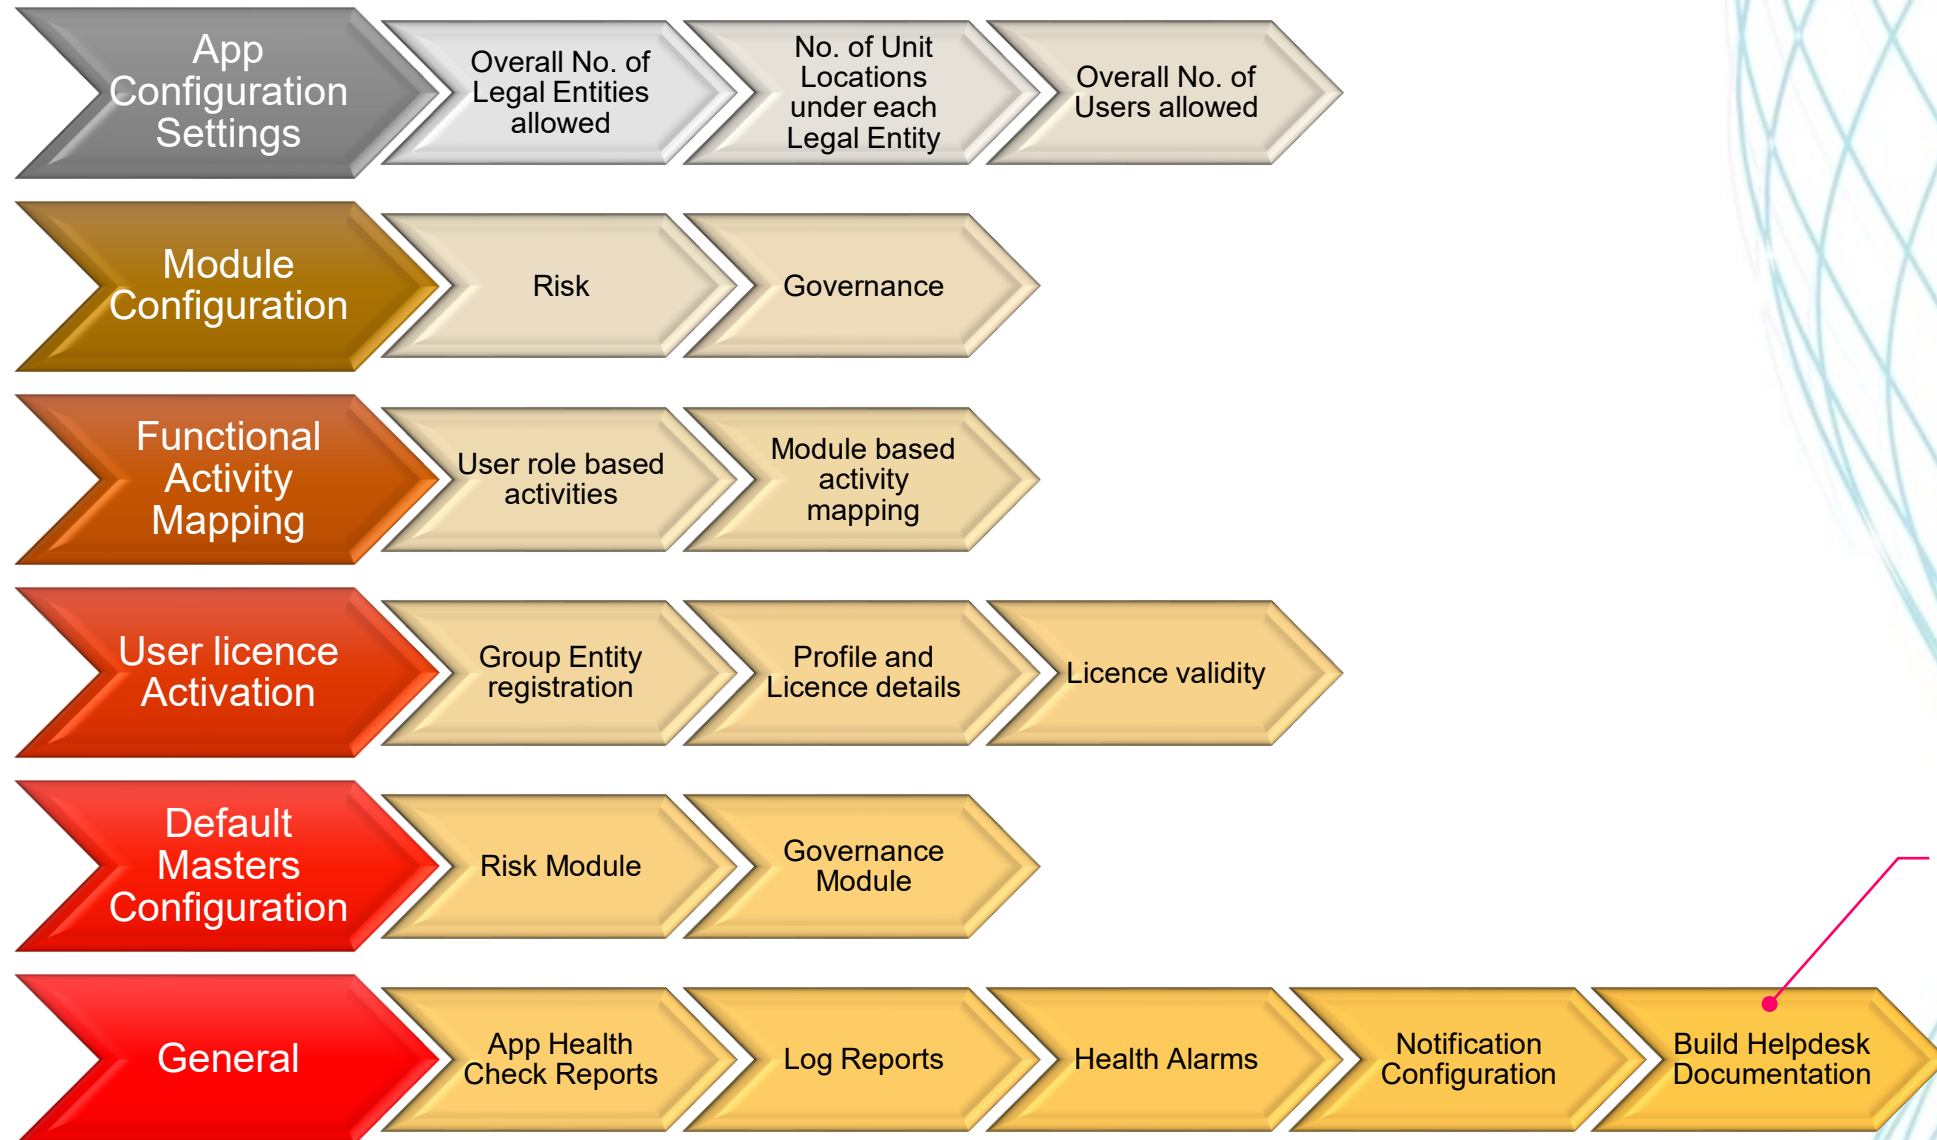 App
Configuration
Settings
Overall No. of
Legal Entities
allowed
No. of Unit
Locations
under each
Legal Entity
Overall No. of
Users allowed
Module
Configuration
Risk
Governance
Functional
Activity
Mapping
User role based
activities
Module based
activity
mapping
User licence
Activation
Group Entity
registration
Profile and
Licence details
Licence validity
Default
Masters
Configuration
Risk Module
Governance
Module
General
App Health
Check Reports
Log Reports
Health Alarms
Notification
Configuration
Build Helpdesk
Documentation